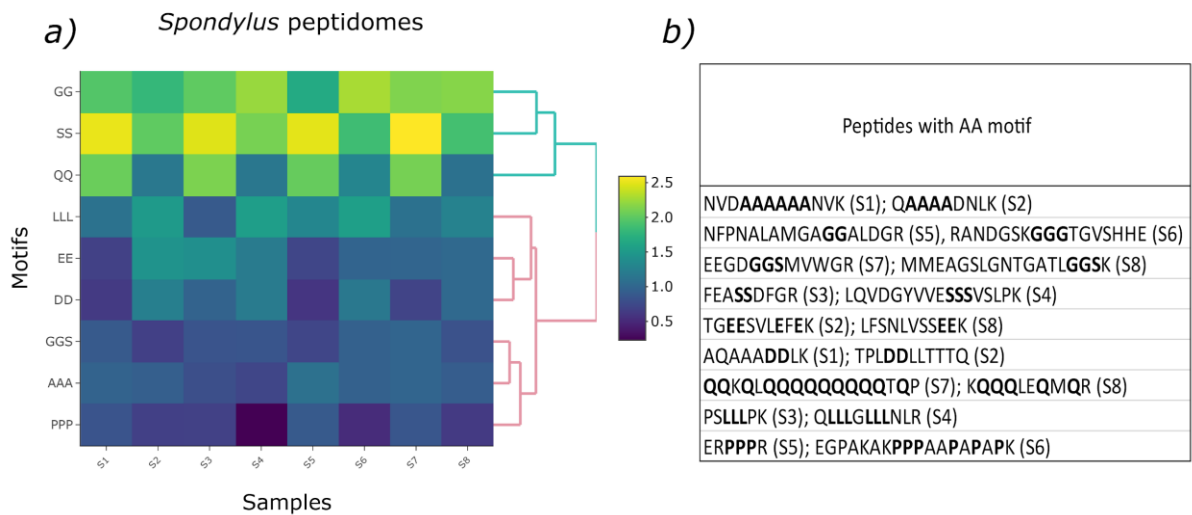 a)
Spondylus peptidomes
b)
Motifs
GG
SS
QQ
LLL
EE
DD
GGS
AAA
PPP
S1 S2 S3 S4 S5 S6 S7 S8
Samples
2.5
2.0
1.5
1.0
0.5
Peptides with AA motif
NVDAAAAAANVK (S1); QAAAADNLK (S2)
NFPNALAMGAGGALDGR (S5), RANDGSKGGGTGVSHHE (S6)
EEGDGGSMVWGR (S7); MMEAGSLGNTGATLGGSK (S8)
FEASSDFGR (S3); LQVDGYVVESSSVSLPK (S4)
TGEESVLEFEK (S2); LFSNLVSSEEK (S8)
AQAAADDLK (S1); TPLDDLLTTTQ (S2)
QQKQLQQQQQQQQQTQP (S7); KQQQLEQMQR (S8)
PSLLLPK (S3); QLLLGLLLNLR (S4)
ERPPPR (S5); EGPAKAKPPPAAPAPAPK (S6)